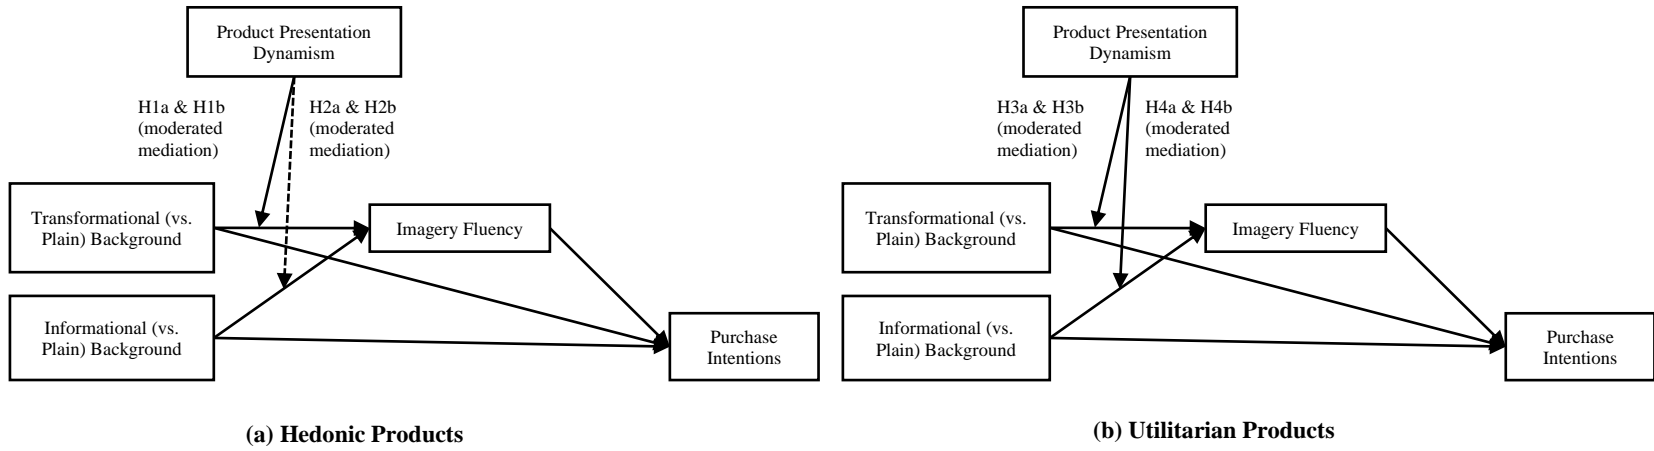 Product Presentation
Dynamism
H1a & H1b
(moderated
mediation)
H2a & H2b
(moderated
mediation)
Transformational (vs.
Plain) Background
Imagery Fluency
Informational (vs.
Plain) Background
Purchase
Intentions
(a) Hedonic Products
Product Presentation
Dynamism
H3a & H3b
(moderated
mediation)
H4a & H4b
(moderated
mediation)
Transformational (vs.
Plain) Background
Imagery Fluency
Informational (vs.
Plain) Background
Purchase
Intentions
(b) Utilitarian Products